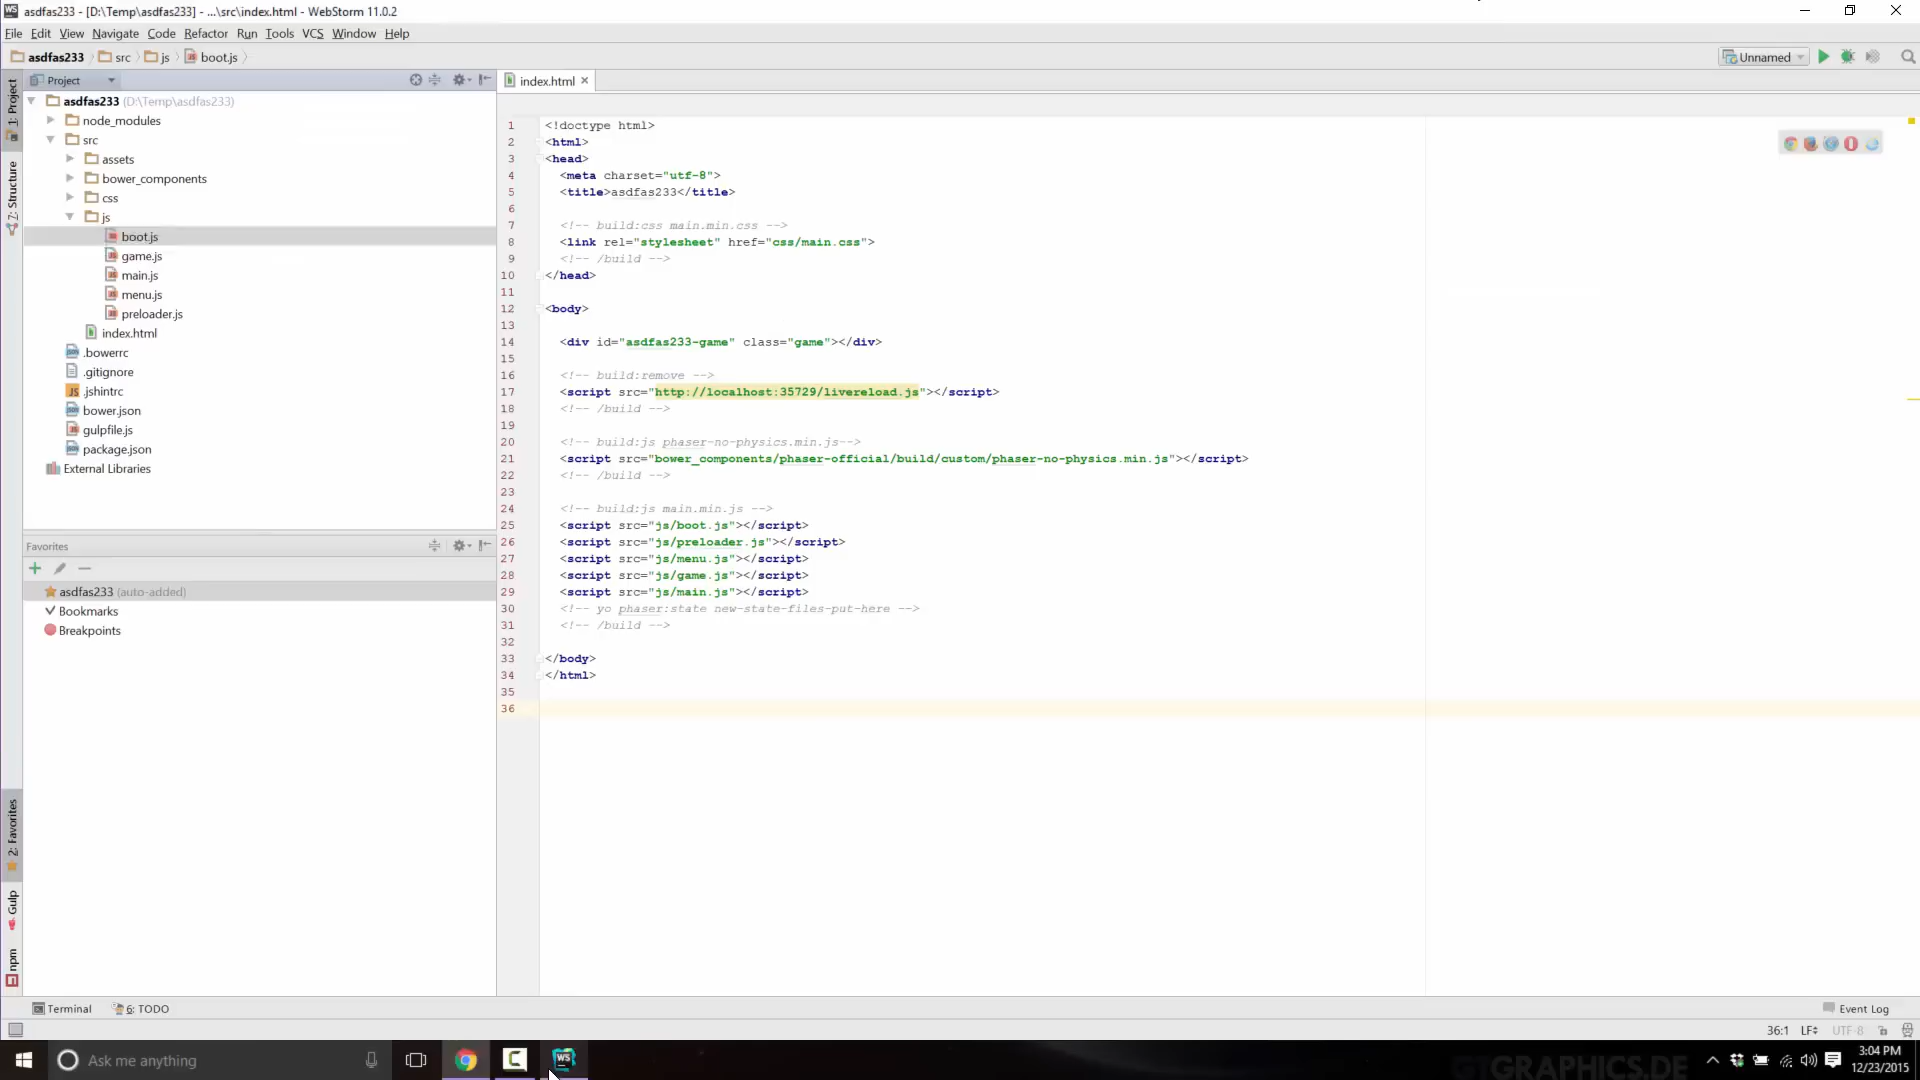 asdfas233 - [D:\Temp\asdfas233] - ...\src\index.html - WebStorm 11.0.2
File Edit View Navigate Code Refactor Run Tools VCS Window Help
asdfas233 src js boot.js
Unnamed
Project
index.html
1: Project
7: Structure
2: Favorites
Gulp
npm
asdfas233 (D:\Temp\asdfas233)
node_modules
src
assets
bower_components
css
js
boot.js
game.js
main.js
menu.js
preloader.js
index.html
.bowerrc
.gitignore
.jshintrc
bower.json
gulpfile.js
package.json
External Libraries
Favorites
asdfas233 (auto-added)
Bookmarks
Breakpoints
1 <!doctype html>
2 <html>
3 <head>
4 <meta charset="utf-8">
5 <title>asdfas233</title>
6
7 <!-- build:css main.min.css -->
8 <link rel="stylesheet" href="css/main.css">
9 <!-- /build -->
10 </head>
11
12 <body>
13
14 <div id="asdfas233-game" class="game"></div>
15
16 <!-- build:remove -->
17 <script src="http://localhost:35729/livereload.js"></script>
18 <!-- /build -->
19
20 <!-- build:js phaser-no-physics.min.js-->
21 <script src="bower_components/phaser-official/build/custom/phaser-no-physics.min.js"></script>
22 <!-- /build -->
23
24 <!-- build:js main.min.js -->
25 <script src="js/boot.js"></script>
26 <script src="js/preloader.js"></script>
27 <script src="js/menu.js"></script>
28 <script src="js/game.js"></script>
29 <script src="js/main.js"></script>
30 <!-- yo phaser:state new-state-files-put-here -->
31 <!-- /build -->
32
33 </body>
34 </html>
35
36
Terminal 6: TODO
Event Log
36:1 LF UTF-8
Ask me anything
WS
GTGRAPHICS.DE
3:04 PM
12/23/2015